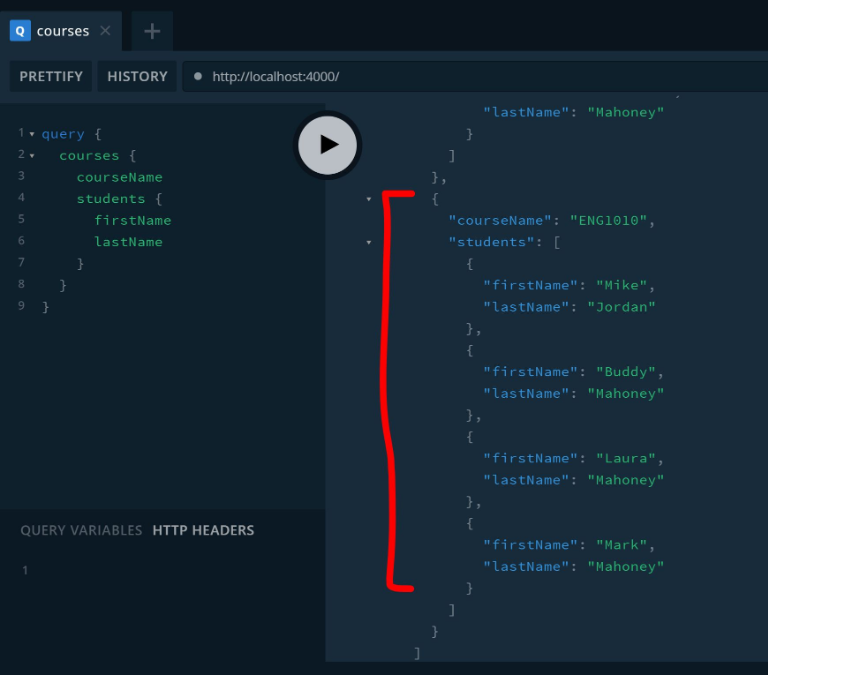 Q courses × +
PRETTIFY HISTORY http://localhost:4000/
1 query {
2 courses {
3 courseName
4 students {
5 firstName
6 lastName
7 }
8 }
9 }
QUERY VARIABLES HTTP HEADERS
1
"lastName": "Mahoney"
}
]
},
{
"courseName": "ENG1010",
"students": [
{
"firstName": "Mike",
"lastName": "Jordan"
},
{
"firstName": "Buddy",
"lastName": "Mahoney"
},
{
"firstName": "Laura",
"lastName": "Mahoney"
},
{
"firstName": "Mark",
"lastName": "Mahoney"
}
]
}
]